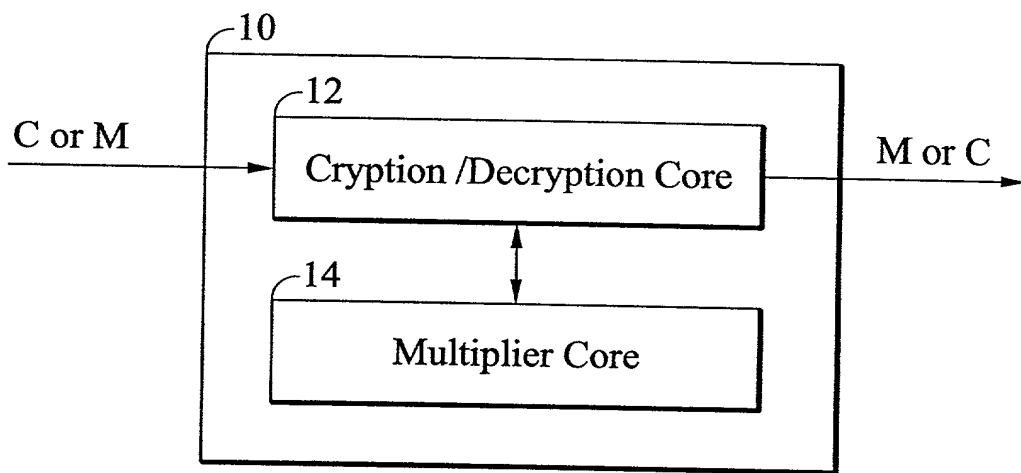 10
12
C or M
Cryption /Decryption Core
M or C
14
Multiplier Core